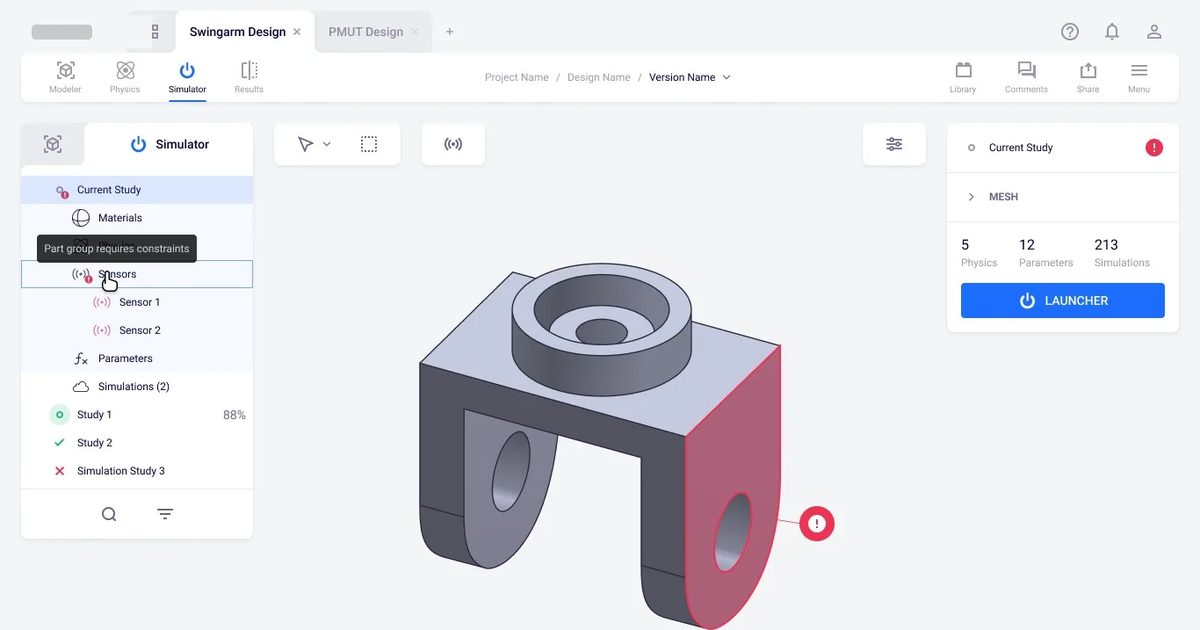 Swingarm Design
PMUT Design
Modeler
Physics
Simulator
Results
Project Name / Design Name / Version Name
Library
Comments
Share
Menu
Simulator
Current Study
Materials
Part group requires constraints
Sensors
Sensor 1
Sensor 2
fx Parameters
Simulations (2)
Study 1 88%
Study 2
Simulation Study 3
Current Study
MESH
5 12 213
Physics Parameters Simulations
LAUNCHER